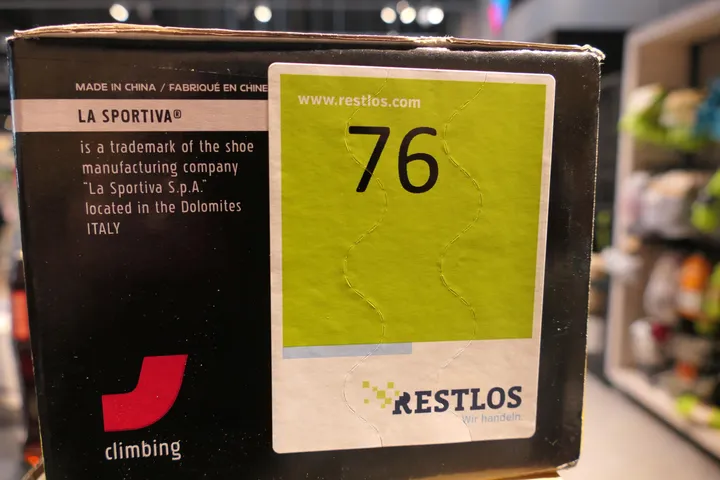 MADE IN CHINA / FABRIQUÉ EN CHINE
LA SPORTIVA®
is a trademark of the shoe
manufacturing company
"La Sportiva S.p.A."
located in the Dolomites
ITALY
climbing
www.restlos.com
76
RESTLOS
Wir handeln.